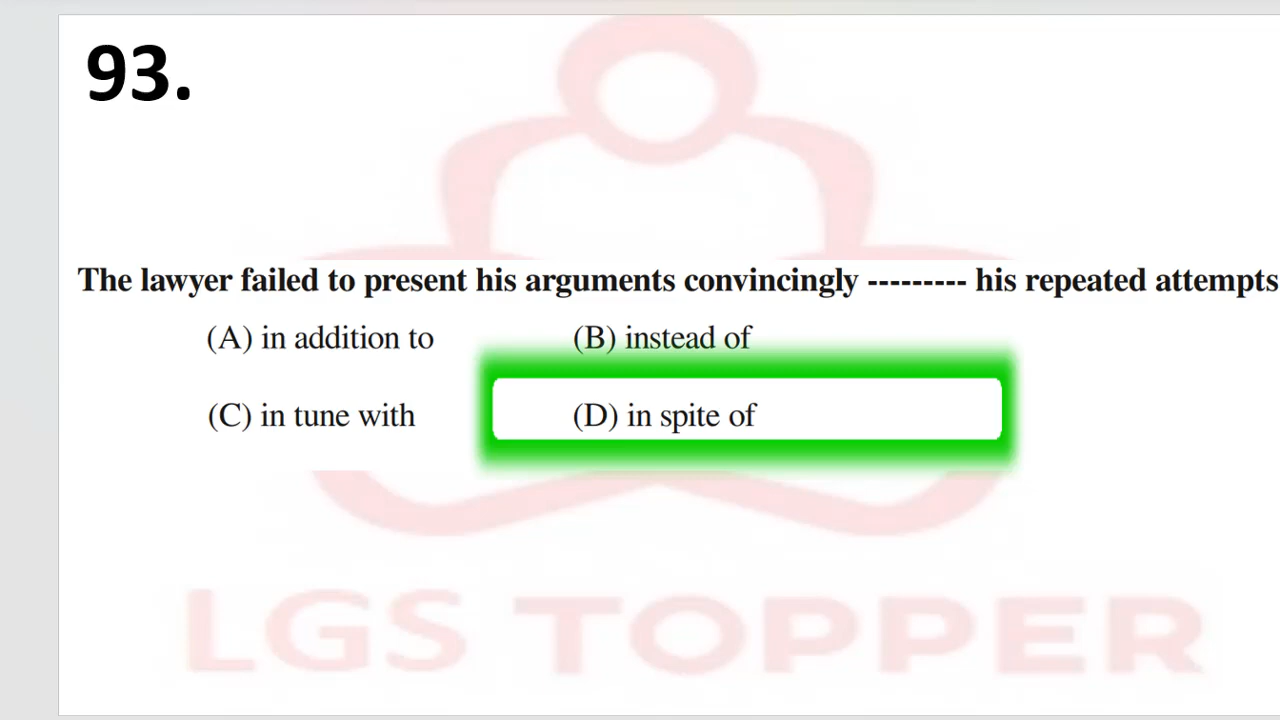 93.
The lawyer failed to present his arguments convincingly --------- his repeated attempts
(A) in addition to (B) instead of
(C) in tune with (D) in spite of
LGS TOPPER